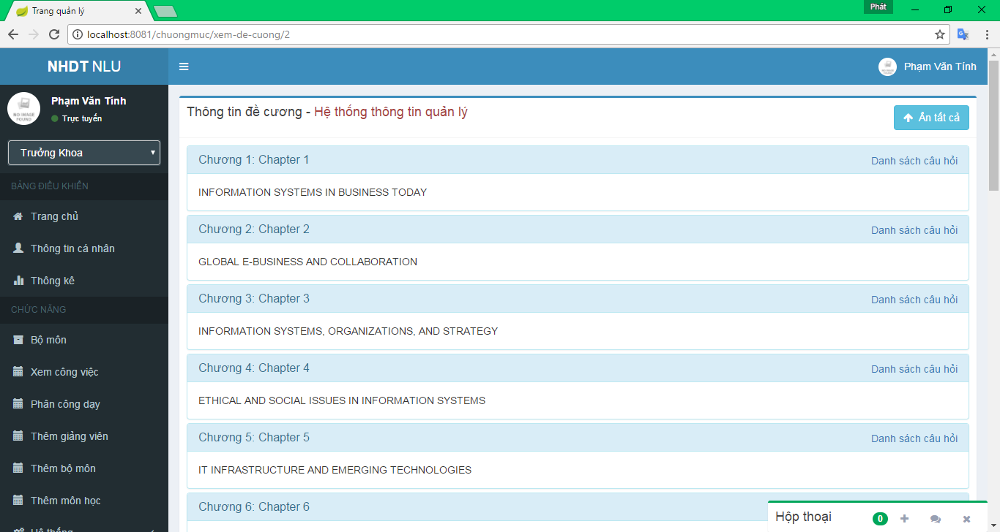 Trang quản lý
Phát
localhost:8081/chuongmuc/xem-de-cuong/2
NHDT NLU
Phạm Văn Tính
Phạm Văn Tính
Trực tuyến
Trưởng Khoa
BẢNG ĐIỀU KHIỂN
Trang chủ
Thông tin cá nhân
Thống kê
CHỨC NĂNG
Bộ môn
Xem công việc
Phân công dạy
Thêm giảng viên
Thêm bộ môn
Thêm môn học
Hệ thống
Thông tin đề cương - Hệ thống thông tin quản lý
Ẩn tất cả
Chương 1: Chapter 1
Danh sách câu hỏi
INFORMATION SYSTEMS IN BUSINESS TODAY
Chương 2: Chapter 2
Danh sách câu hỏi
GLOBAL E-BUSINESS AND COLLABORATION
Chương 3: Chapter 3
Danh sách câu hỏi
INFORMATION SYSTEMS, ORGANIZATIONS, AND STRATEGY
Chương 4: Chapter 4
Danh sách câu hỏi
ETHICAL AND SOCIAL ISSUES IN INFORMATION SYSTEMS
Chương 5: Chapter 5
Danh sách câu hỏi
IT INFRASTRUCTURE AND EMERGING TECHNOLOGIES
Chương 6: Chapter 6
Hộp thoại
0